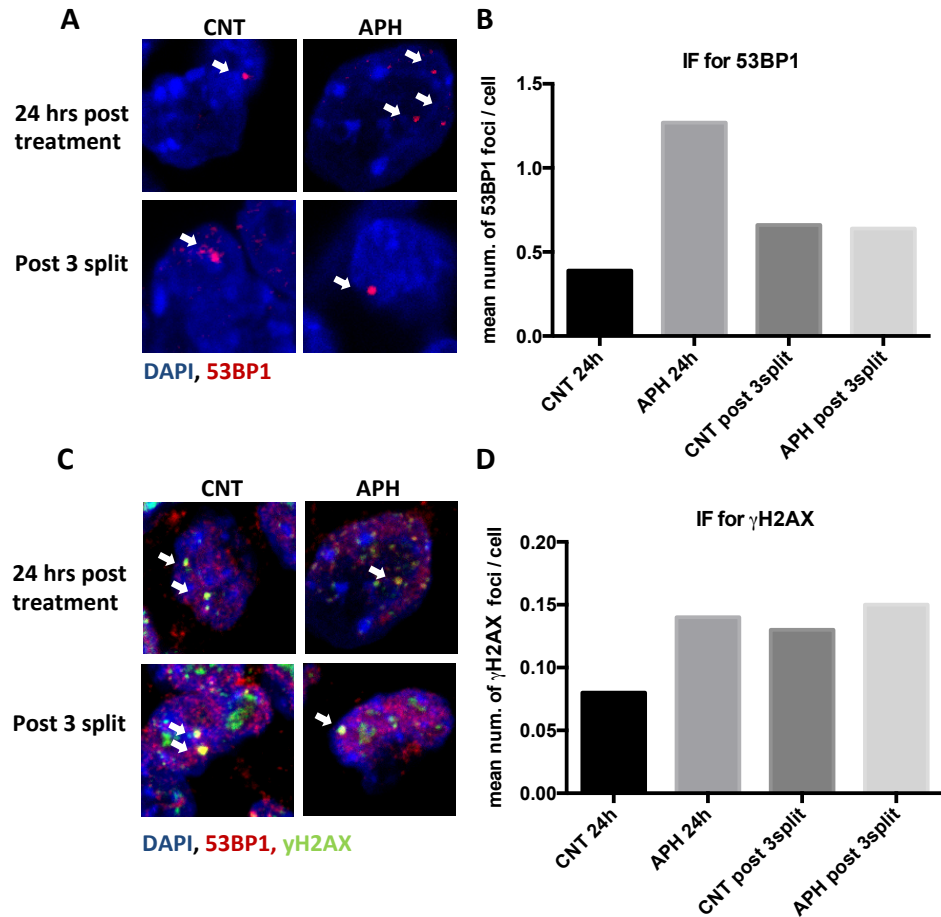 A
CNT
APH
24 hrs post
treatment
Post 3 split
DAPI, 53BP1
B
IF for 53BP1
mean num. of 53BP1 foci / cell
1.5
1.0
0.5
0.0
CNT 24h
APH 24h
CNT post 3split
APH post 3split
C
CNT
APH
24 hrs post
treatment
Post 3 split
DAPI, 53BP1, γH2AX
D
IF for γH2AX
mean num. of γH2AX foci / cell
0.20
0.15
0.10
0.05
0.00
CNT 24h
APH 24h
CNT post 3split
APH post 3split